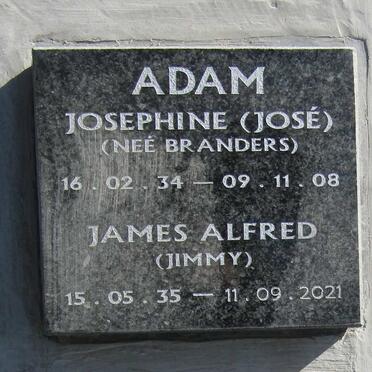 ADAM
JOSEPHINE (JOSÉ)
(NEÉ BRANDERS)
16 . 02 . 34 — 09 . 11 . 08
JAMES ALFRED
(JIMMY)
15 . 05 . 35 — 11 . 09 . 2021